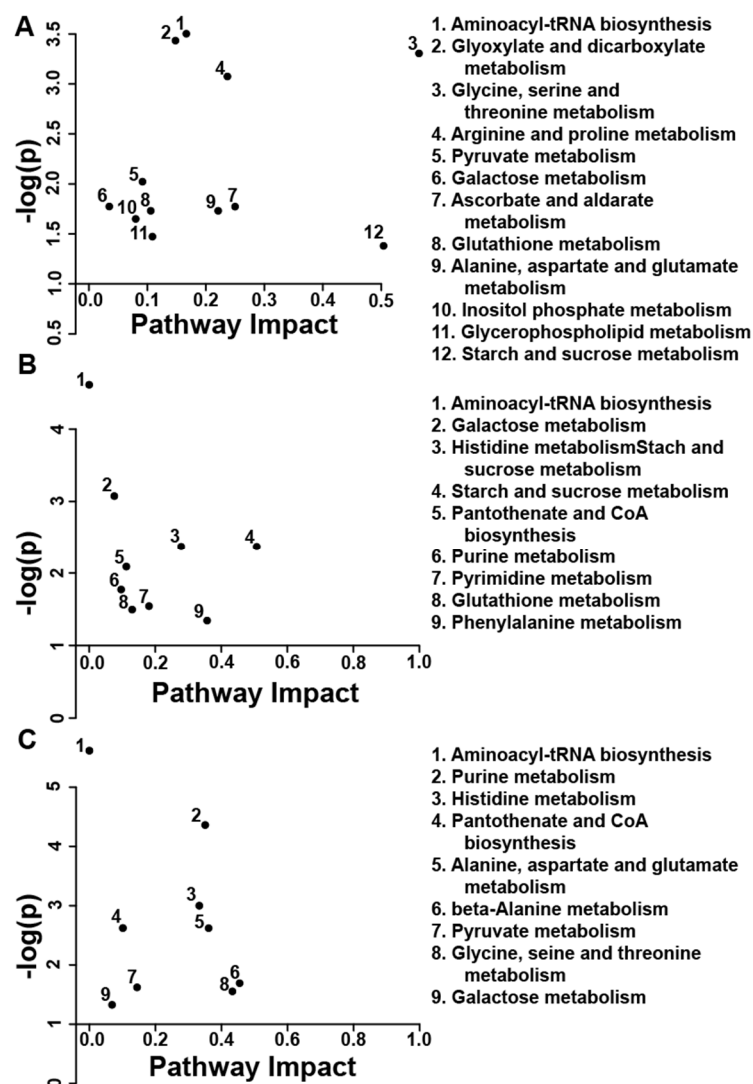 A
3.5
3.0
2.5
2.0
1.5
1.0
0.5
-log(p)
1
2
3
4
5
6
7
8
9
10
11
12
0.0 0.1 0.2 0.3 0.4 0.5
Pathway Impact
1. Aminoacyl-tRNA biosynthesis
2. Glyoxylate and dicarboxylate
metabolism
3. Glycine, serine and
threonine metabolism
4. Arginine and proline metabolism
5. Pyruvate metabolism
6. Galactose metabolism
7. Ascorbate and aldarate
metabolism
8. Glutathione metabolism
9. Alanine, aspartate and glutamate
metabolism
10. Inositol phosphate metabolism
11. Glycerophospholipid metabolism
12. Starch and sucrose metabolism
B
4
3
2
1
0
-log(p)
1
2
3
4
5
6
7
8
9
0.0 0.2 0.4 0.6 0.8 1.0
Pathway Impact
1. Aminoacyl-tRNA biosynthesis
2. Galactose metabolism
3. Histidine metabolismStach and
sucrose metabolism
4. Starch and sucrose metabolism
5. Pantothenate and CoA
biosynthesis
6. Purine metabolism
7. Pyrimidine metabolism
8. Glutathione metabolism
9. Phenylalanine metabolism
C
5
4
3
2
1
0
-log(p)
1
2
3
4
5
6
7
8
9
0.0 0.2 0.4 0.6 0.8 1.0
Pathway Impact
1. Aminoacyl-tRNA biosynthesis
2. Purine metabolism
3. Histidine metabolism
4. Pantothenate and CoA
biosynthesis
5. Alanine, aspartate and glutamate
metabolism
6. beta-Alanine metabolism
7. Pyruvate metabolism
8. Glycine, seine and threonine
metabolism
9. Galactose metabolism